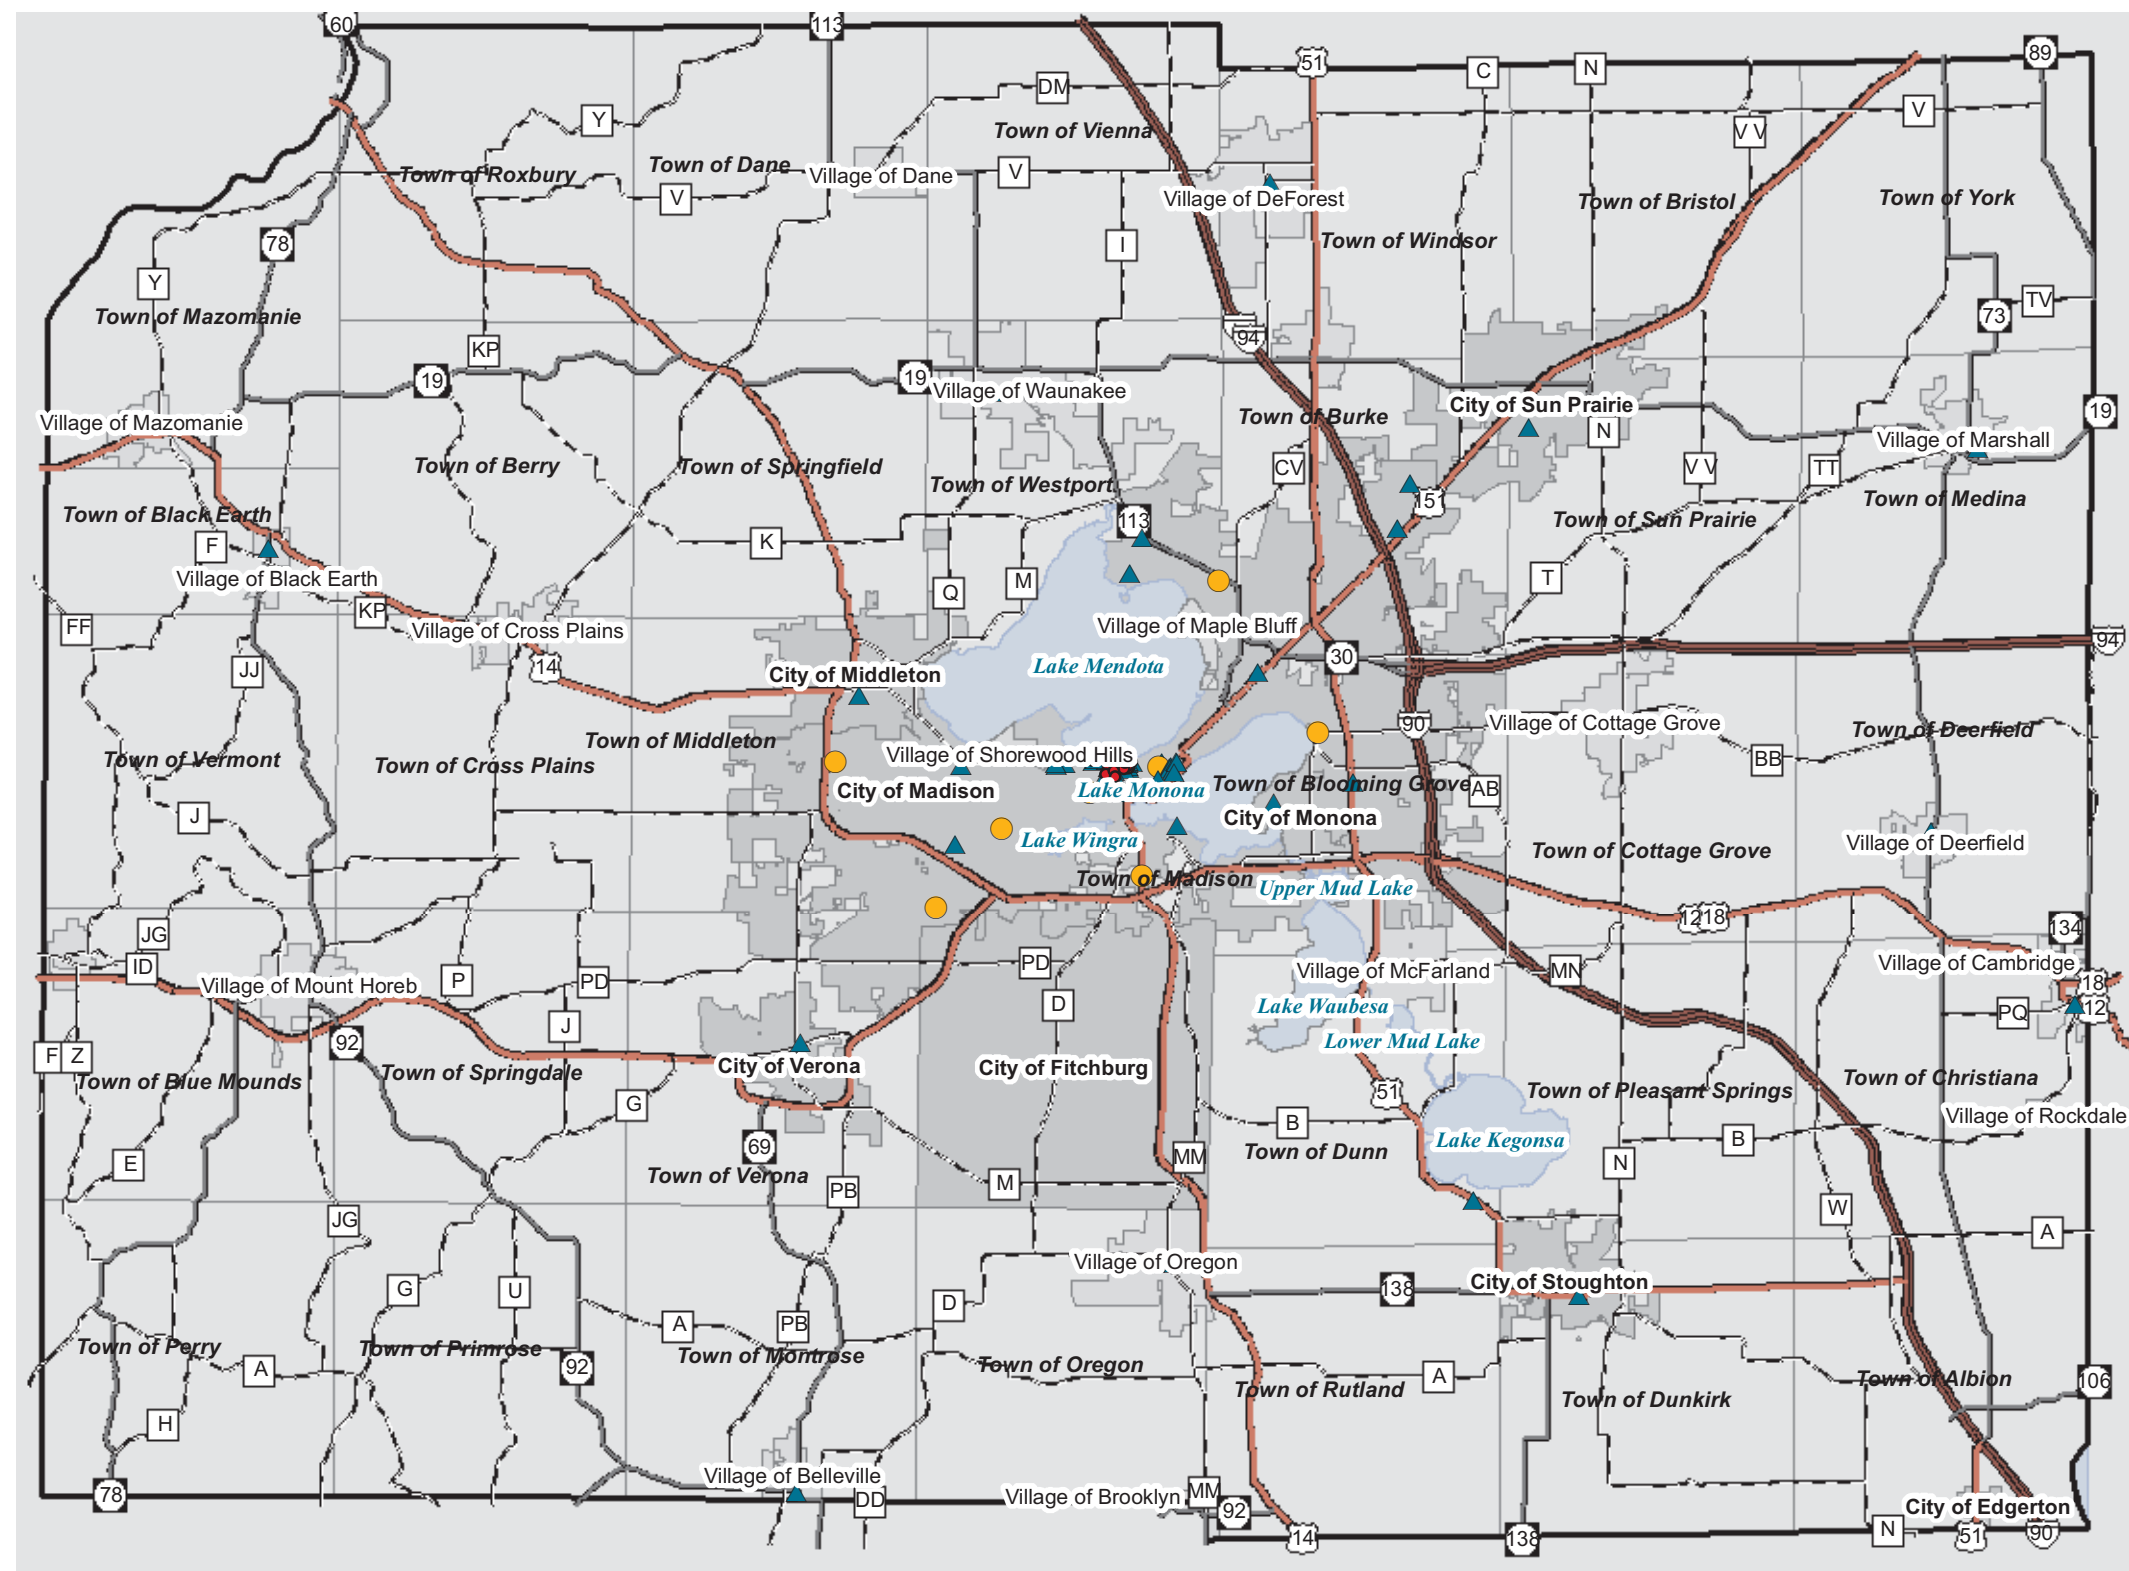 60
113
51
C
N
89
DM
Y
V
V V
Town of Vienna
Town of Dane
Town of Roxbury
Village of Dane
V
V
Village of DeForest
Town of Bristol
Town of York
78
I
Town of Windsor
Y
TV
Town of Mazomanie
73
94
KP
19
19
Village of Waunakee
City of Sun Prairie
19
Village of Mazomanie
Town of Burke
N
Village of Marshall
Town of Berry
Town of Springfield
CV
V V
TT
Town of Westport
151
Town of Medina
Town of Black Earth
113
Town of Sun Prairie
F
K
Village of Black Earth
M
T
Q
KP
FF
Village of Cross Plains
Village of Maple Bluff
94
14
JJ
Lake Mendota
30
City of Middleton
90
Village of Cottage Grove
Town of Deerfield
Town of Middleton
Town of Vermont
Town of Cross Plains
Village of Shorewood Hills
BB
City of Madison
Lake Monona
Town of Blooming Grove
AB
J
City of Monona
Lake Wingra
Town of Cottage Grove
Village of Deerfield
Town of Madison
Upper Mud Lake
12
18
JG
134
ID
PD
Village of McFarland
MN
Village of Cambridge
P
PD
Village of Mount Horeb
18
D
Lake Waubesa
12
PQ
J
92
Lower Mud Lake
F
Z
City of Verona
City of Fitchburg
Town of Blue Mounds
Town of Springdale
Town of Pleasant Springs
Town of Christiana
51
G
Village of Rockdale
B
69
Lake Kegonsa
B
Town of Dunn
E
MM
N
Town of Verona
M
PB
W
JG
A
Village of Oregon
G
U
138
City of Stoughton
D
A
PB
Town of Perry
Town of Primrose
Town of Montrose
Town of Oregon
A
92
A
Town of Rutland
Town of Albion
106
Town of Dunkirk
H
Village of Belleville
78
DD
Village of Brooklyn
MM
92
City of Edgerton
14
138
N
51
90